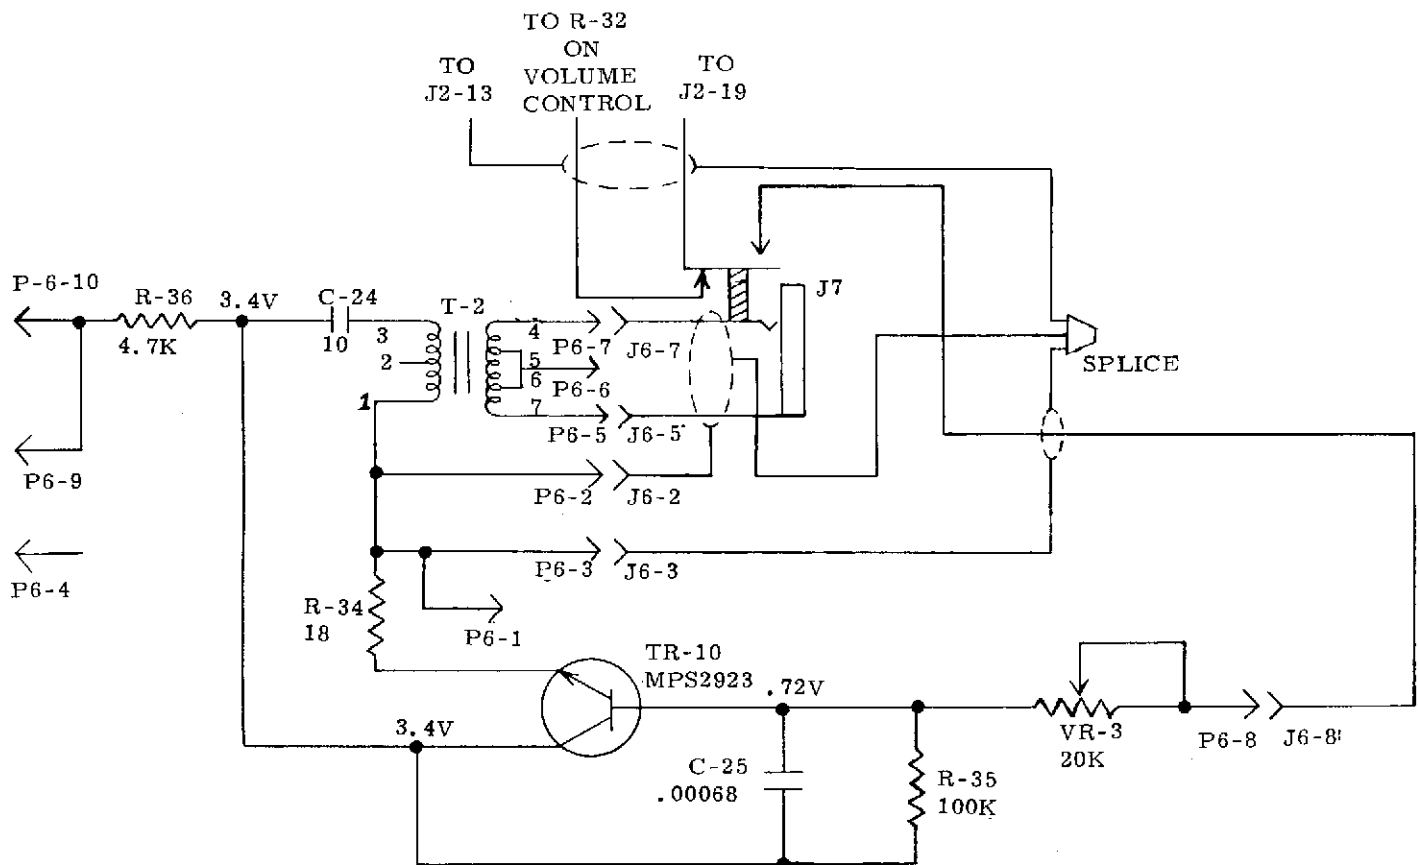 TO R-32
ON
VOLUME
CONTROL
TO
J2-13
TO
J2-19
P-6-10
R-36
4.7K
3.4V
C-24
10
T-2
3
2
1
4
5
6
7
P6-7
J6-7
P6-6
P6-5
J6-5
J7
SPLICE
P6-9
P6-2
J6-2
P6-4
P6-3
J6-3
R-34
18
P6-1
TR-10
MPS2923
.72V
3.4V
VR-3
20K
P6-8
J6-8
C-25
.00068
R-35
100K